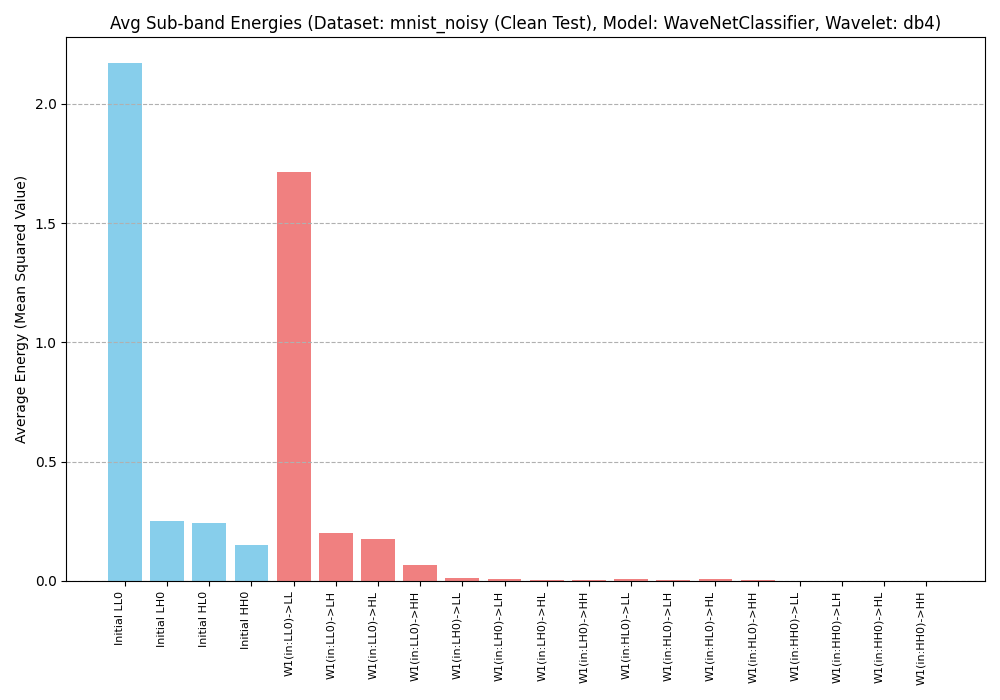 Avg Sub-band Energies (Dataset: mnist_noisy (Clean Test), Model: WaveNetClassifier, Wavelet: db4)
Average Energy (Mean Squared Value)
2.0
1.5
1.0
0.5
0.0
Initial LL0
Initial LH0
Initial HL0
Initial HH0
W1(in:LL0)->LL
W1(in:LL0)->LH
W1(in:LL0)->HL
W1(in:LL0)->HH
W1(in:LH0)->LL
W1(in:LH0)->LH
W1(in:LH0)->HL
W1(in:LH0)->HH
W1(in:HL0)->LL
W1(in:HL0)->LH
W1(in:HL0)->HL
W1(in:HL0)->HH
W1(in:HH0)->LL
W1(in:HH0)->LH
W1(in:HH0)->HL
W1(in:HH0)->HH